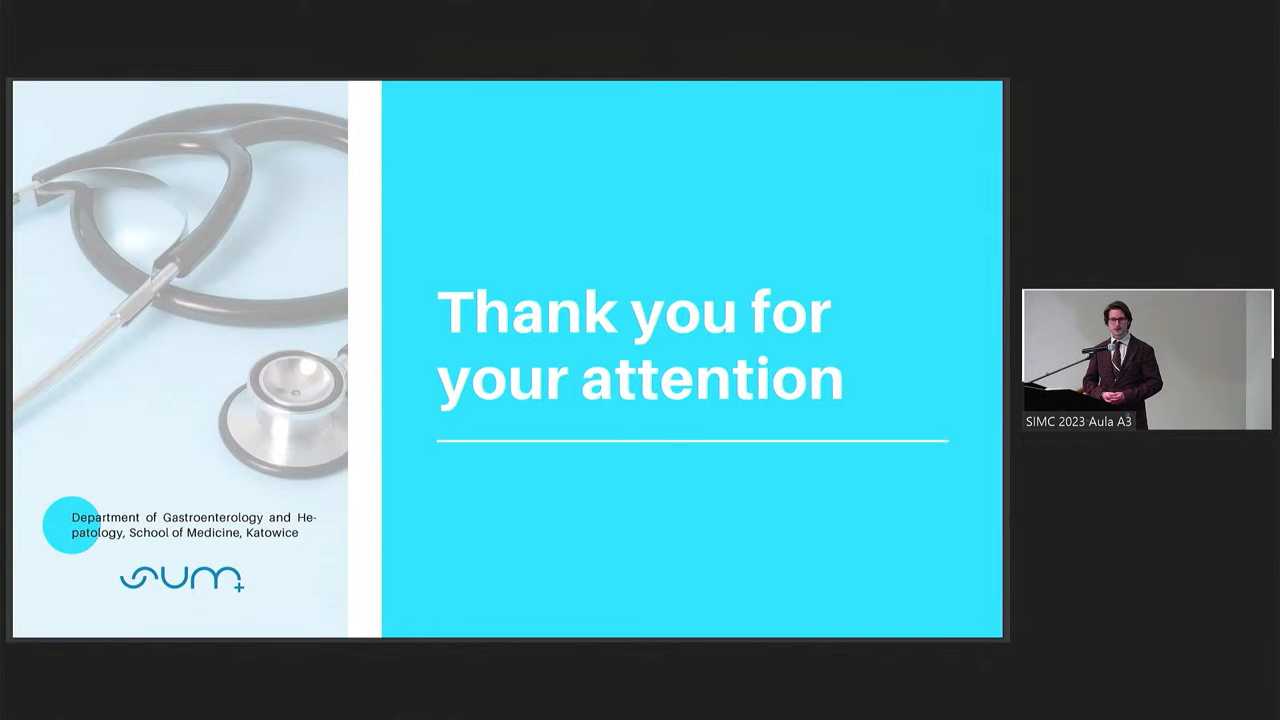 Thank you for
your attention
Department of Gastroenterology and He-
patology, School of Medicine, Katowice
sum
SIMC 2023 Aula A3